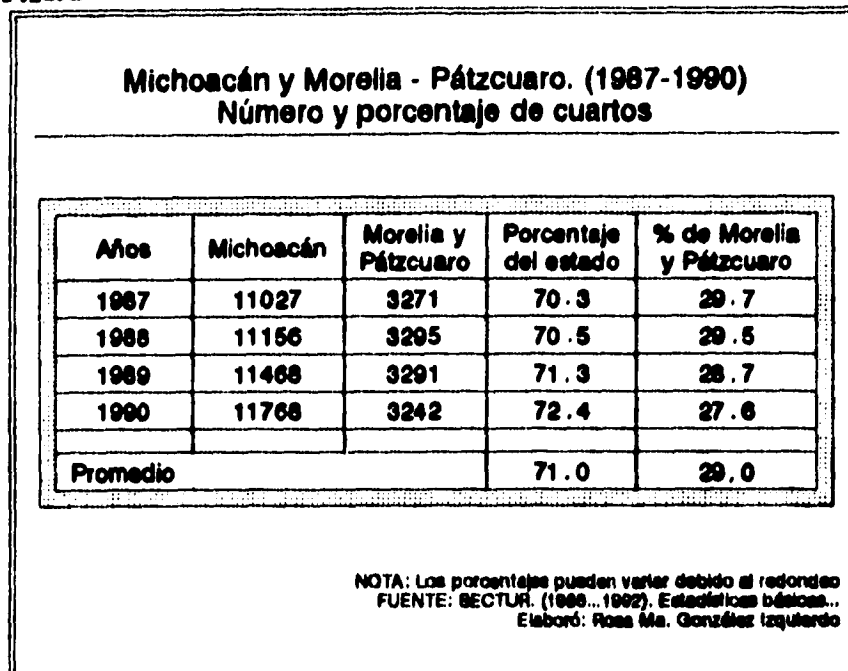 Michoacán y Morelia - Pátzcuaro. (1987-1990)
Número y porcentaje de cuartos
Años Michoacán Morelia y Pátzcuaro Porcentaje del estado % de Morelia y Pátzcuaro
1987 11027 3271 70.3 29.7
1988 11156 3295 70.5 29.5
1989 11468 3291 71.3 28.7
1990 11768 3242 72.4 27.6
Promedio 71.0 29.0
NOTA: Los porcentajes pueden variar debido al redondeo
FUENTE: SECTUR. (1986...1992). Estadísticas básicas...
Elaboró: Rosa Ma. González Izquierdo